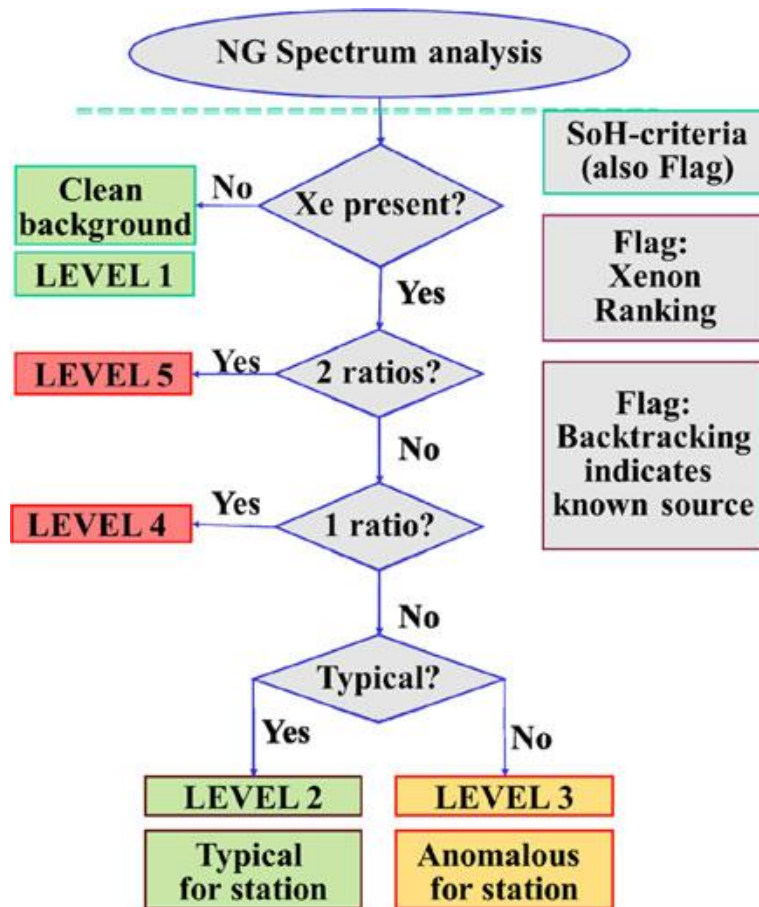 NG Spectrum analysis
SoH-criteria
(also Flag)
Clean
background
No
Xe present?
LEVEL 1
Flag:
Xenon
Ranking
Yes
LEVEL 5
Yes
2 ratios?
Flag:
Backtracking
indicates
known source
No
LEVEL 4
Yes
1 ratio?
No
Typical?
Yes
No
LEVEL 2
LEVEL 3
Typical
for station
Anomalous
for station